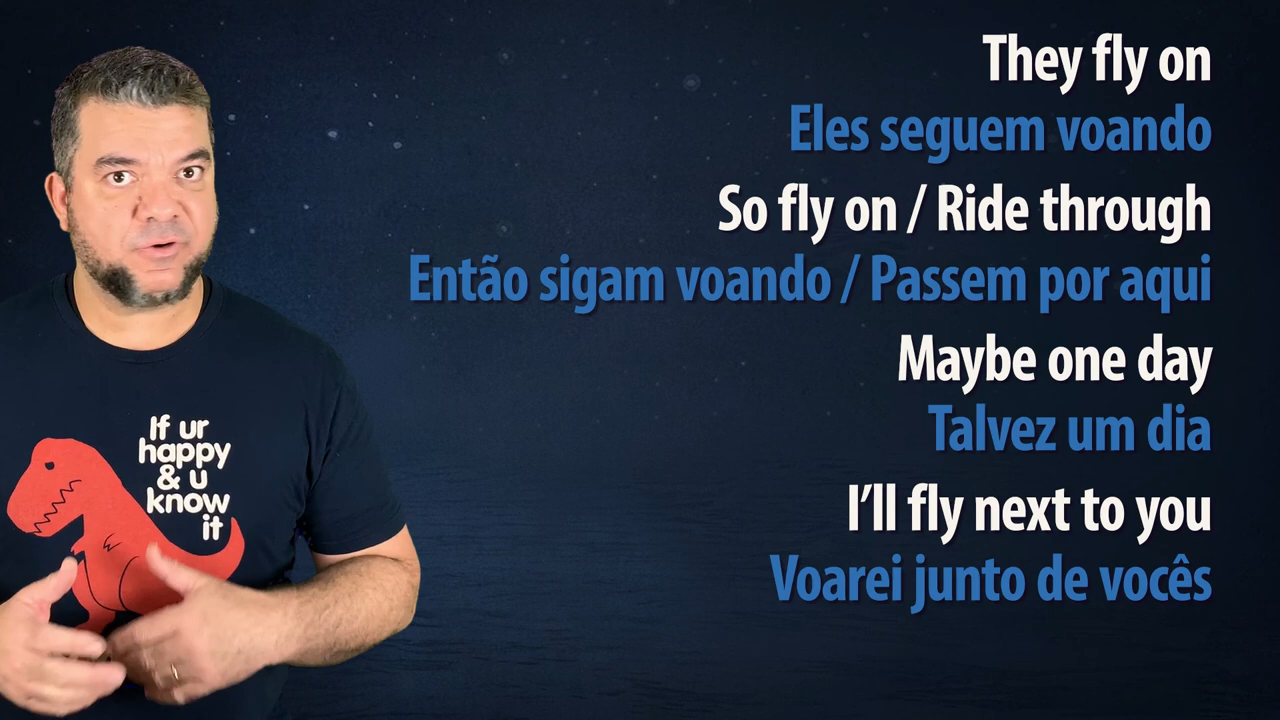 They fly on
Eles seguem voando
So fly on / Ride through
Então sigam voando / Passem por aqui
Maybe one day
Talvez um dia
I'll fly next to you
Voarei junto de vocês
If ur
happy
& u
know
it